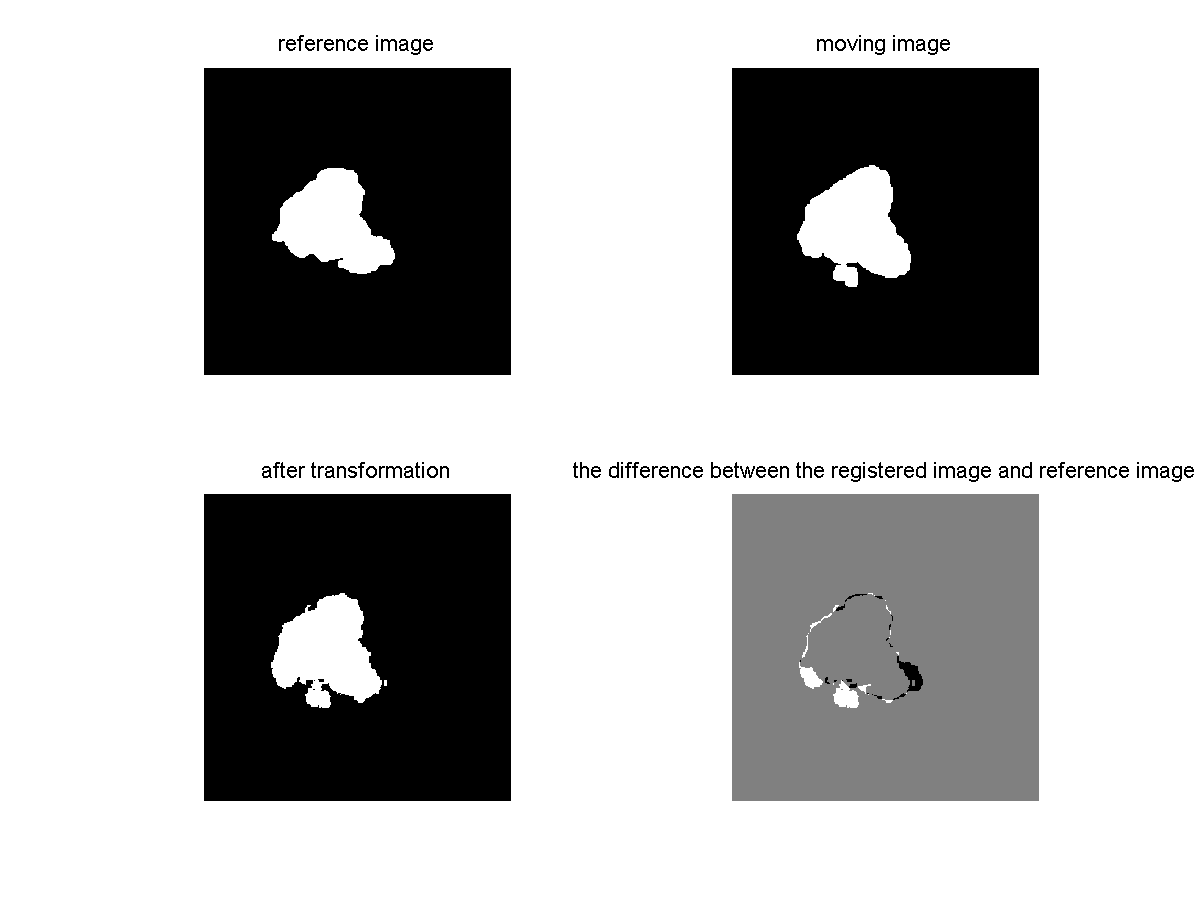 reference image
moving image
after transformation
the difference between the registered image and reference image